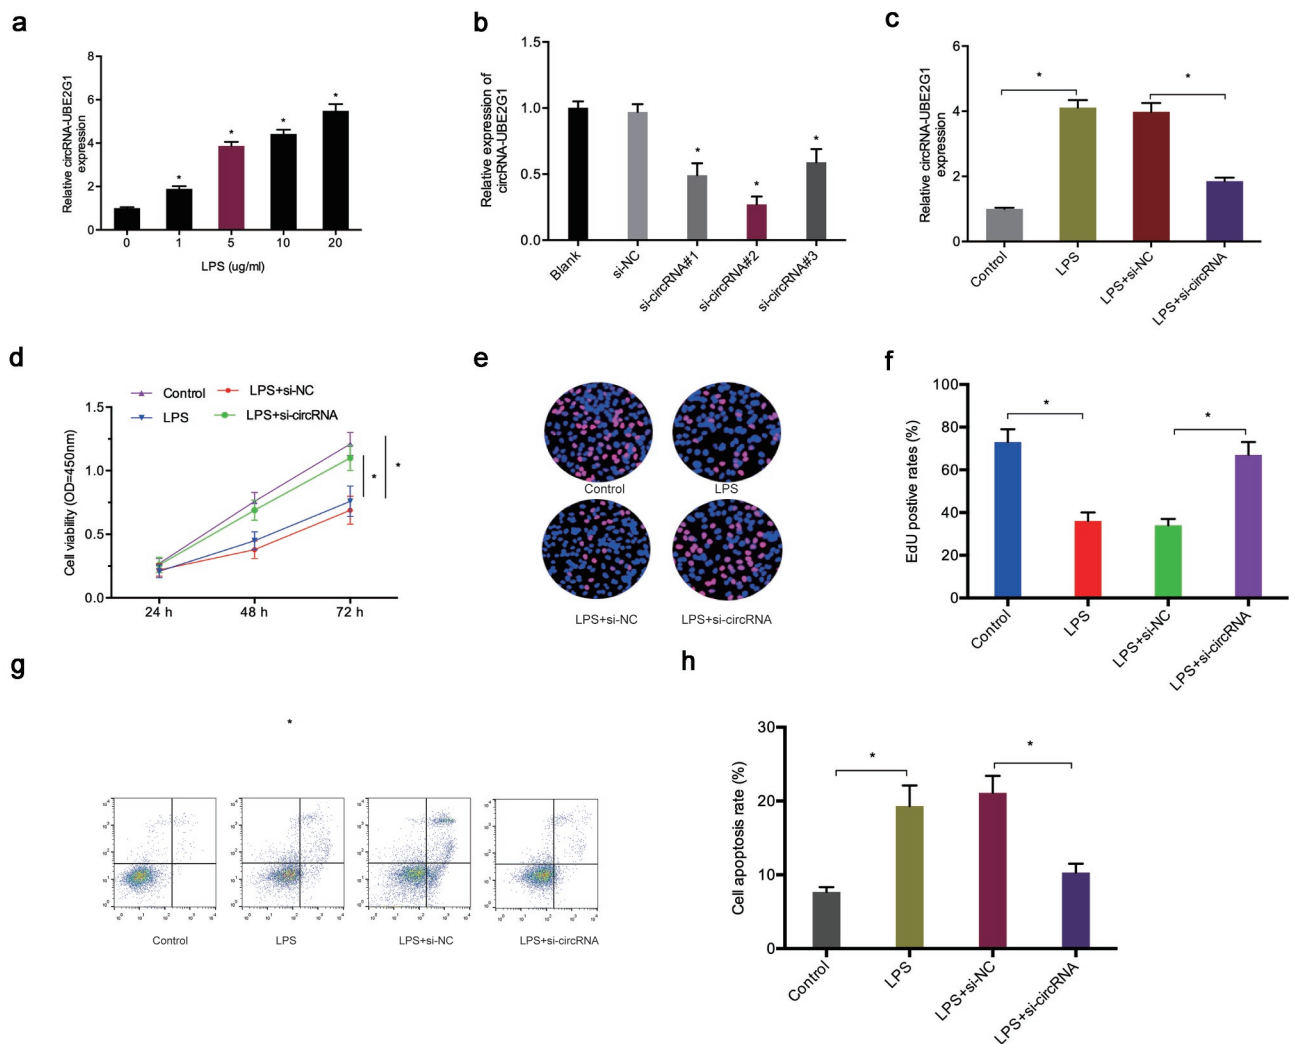 a
Relative circRNA-UBE2G1
expression
8
6
4
2
0
*
*
*
*
0 1 5 10 20
LPS (ug/ml)
b
Relative expression of
circRNA-UBE2G1
1.5
1.0
0.5
0.0
*
*
*
Blank
si-NC
si-circRNA#1
si-circRNA#2
si-circRNA#3
c
Relative circRNA-UBE2G1
expression
6
4
2
0
*
*
Control
LPS
LPS+si-NC
LPS+si-circRNA
d
Control
LPS+si-NC
LPS
LPS+si-circRNA
Cell viability (OD=450nm)
1.5
1.0
0.5
0.0
*
*
24 h 48 h 72 h
e
Control
LPS
LPS+si-NC
LPS+si-circRNA
f
EdU postive rates (%)
100
80
60
40
20
0
*
*
Control
LPS
LPS+si-NC
LPS+si-circRNA
g
*
Control
LPS
LPS+si-NC
LPS+si-circRNA
h
Cell apoptosis rate (%)
30
20
10
0
*
*
Control
LPS
LPS+si-NC
LPS+si-circRNA